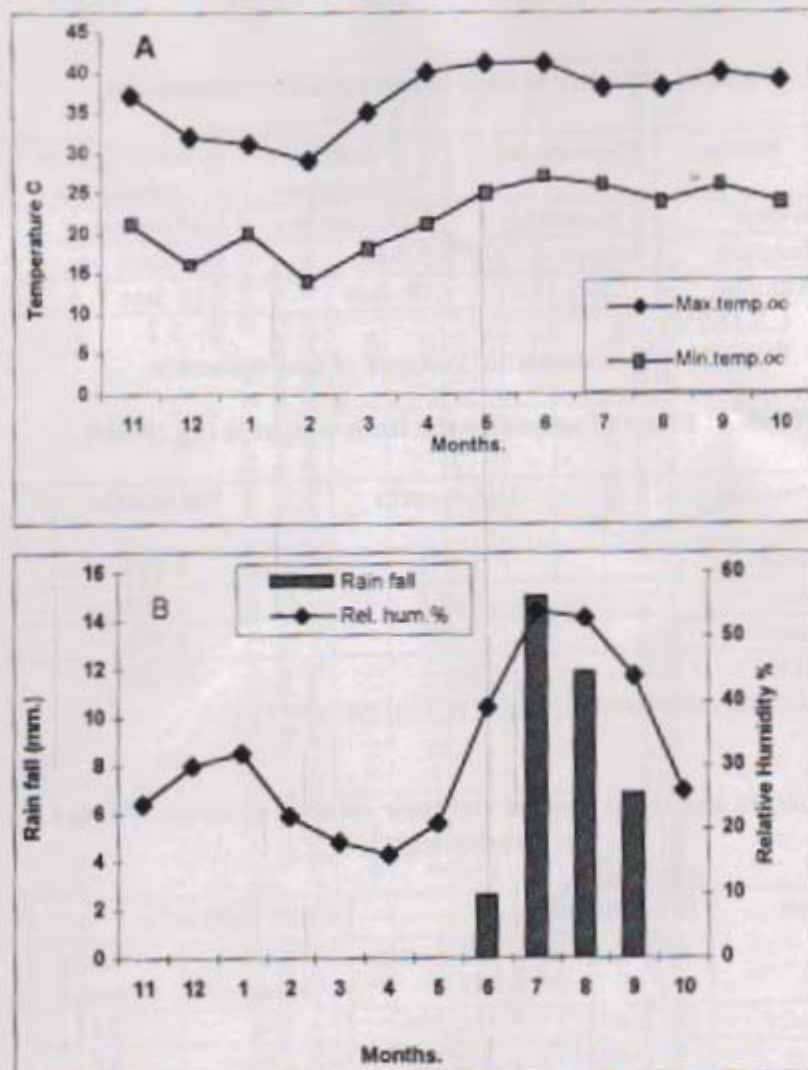 A
45
40
35
30
25
20
15
10
5
0
Temperature C
Max.temp.oc
Min.temp.oc
11 12 1 2 3 4 5 6 7 8 9 10
Months.
B
Rain fall
Rel. hum.%
16
14
12
10
8
6
4
2
0
Rain fall (mm.)
60
50
40
30
20
10
0
Relative Humidity %
11 12 1 2 3 4 5 6 7 8 9 10
Months.